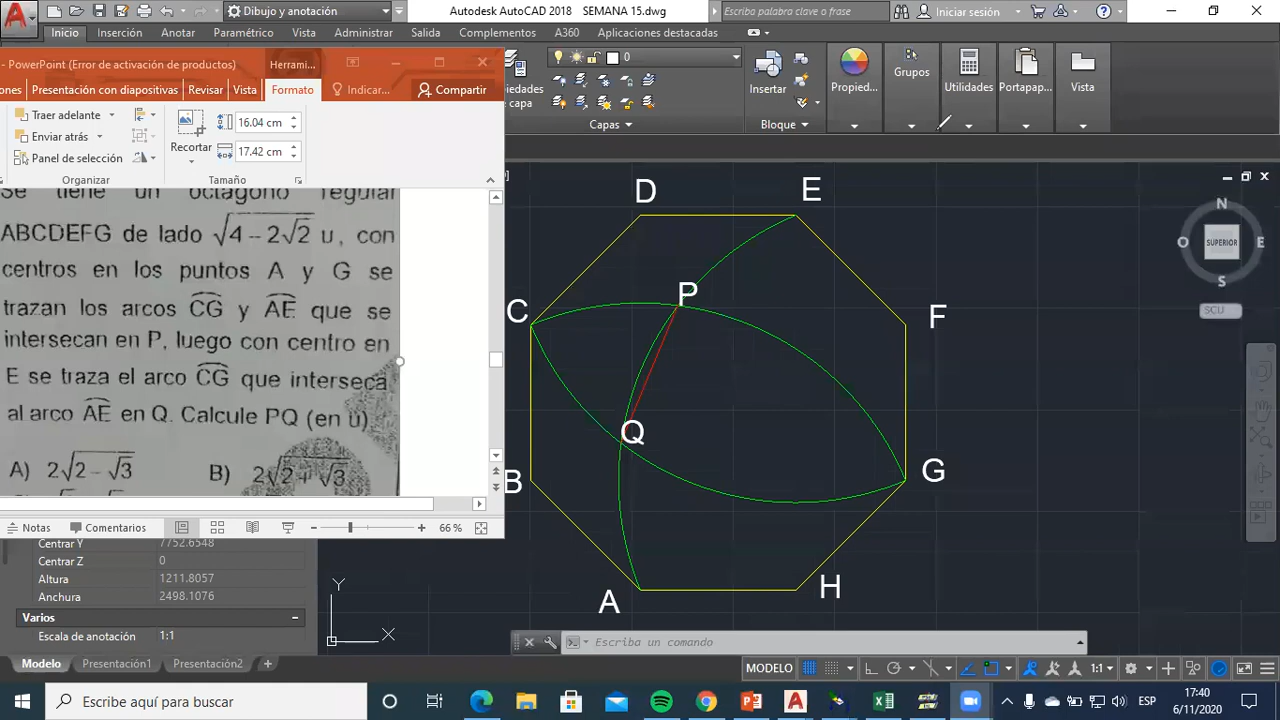 Dibujo y anotación
Autodesk AutoCAD 2018 SEMANA 15.dwg
Escriba palabra clave o frase
Iniciar sesión
Inicio Inserción Anotar Paramétrico Vista Administrar Salida Complementos A360 Aplicaciones destacadas
- PowerPoint (Error de activación de productos) Herrami...
ones Presentación con diapositivas Revisar Vista Formato Indicar... Compartir
Traer adelante
Enviar atrás
Panel de selección
Organizar
Recortar
16.04 cm
17.42 cm
Tamaño
0
Insertar
Propied...
Grupos
Utilidades
Portapap...
Vista
edades
e capa
Capas
Bloque
Se tiene un octágono regular
ABCDEFG de lado √4 – 2√2 u, con
centros en los puntos A y G se
trazan los arcos CG y AE que se
intersecan en P, luego con centro en
E se traza el arco CG que interseca
al arco AE en Q. Calcule PQ (en u)
A) 2√2 – √3 B) 2√2 + √3
Notas Comentarios 66 %
Centrar Y 7752.6548
Centrar Z 0
Altura 1211.8057
Anchura 2498.1076
Varios
Escala de anotación 1:1
D E
P
C F
Q
B G
A H
Y
X
N
O SUPERIOR E
S
SCU
Escriba un comando
Modelo Presentación1 Presentación2 +
MODELO 1:1
Escribe aquí para buscar
ESP
17:40
6/11/2020